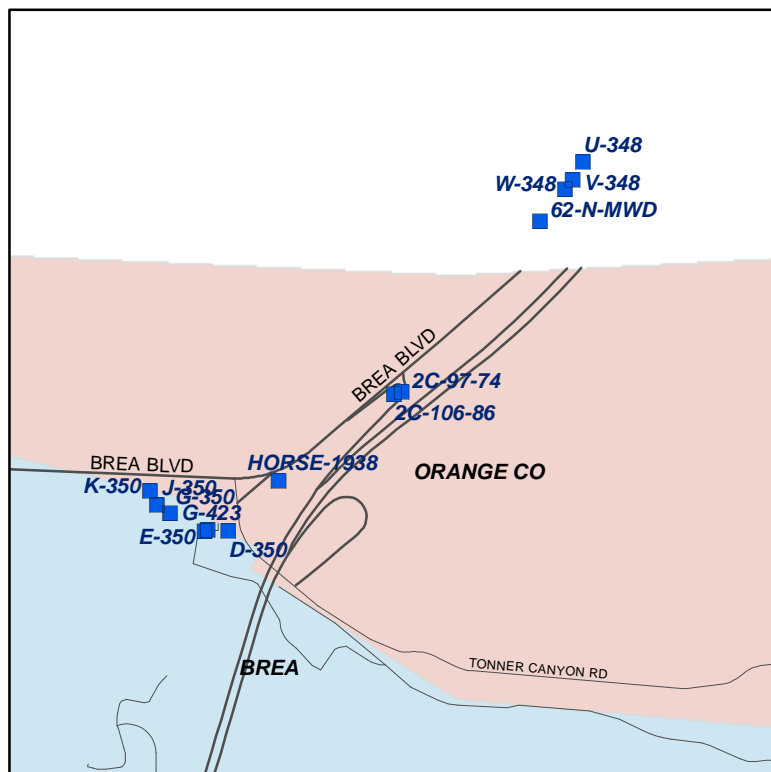 U-348
W-348
V-348
62-N-MWD
BREA BLVD
2C-97-74
2C-106-86
BREA BLVD
HORSE-1938
ORANGE CO
K-350
J-350
G-350
G-423
E-350
D-350
BREA
TONNER CANYON RD